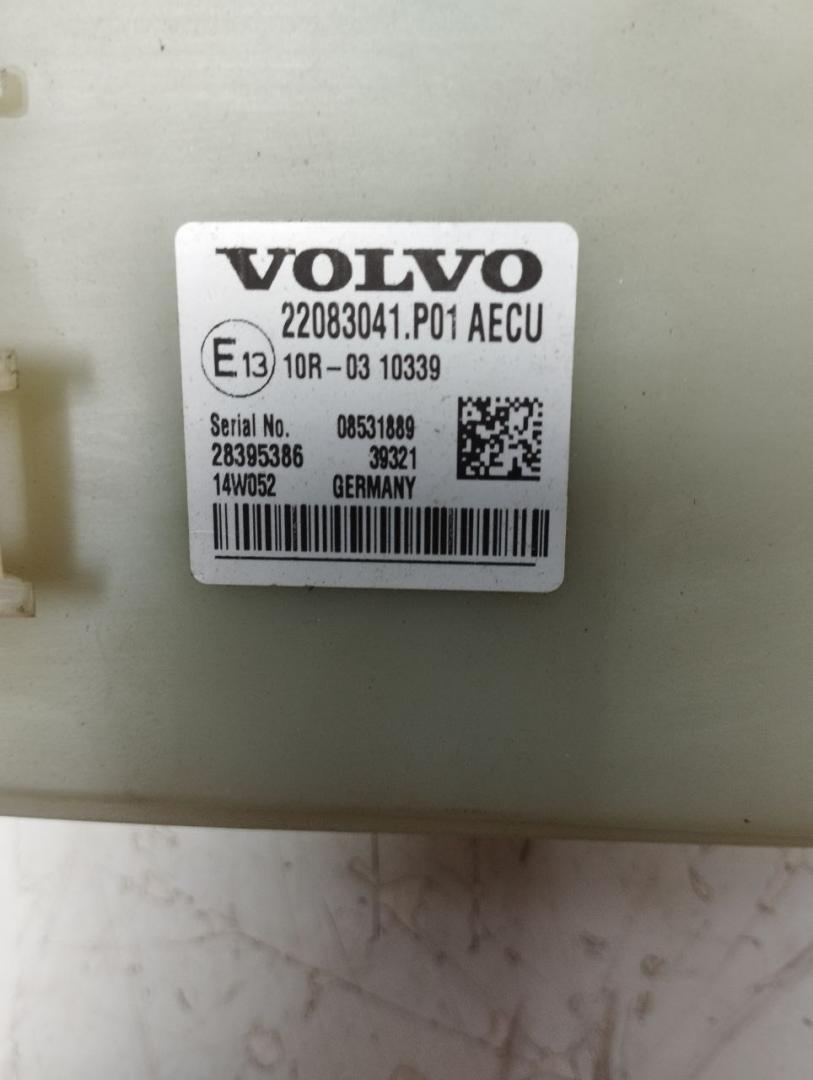 VOLVO
22083041.P01 AECU
E13 10R-03 10339
Serial No. 08531889
28395386 39321
14W052 GERMANY